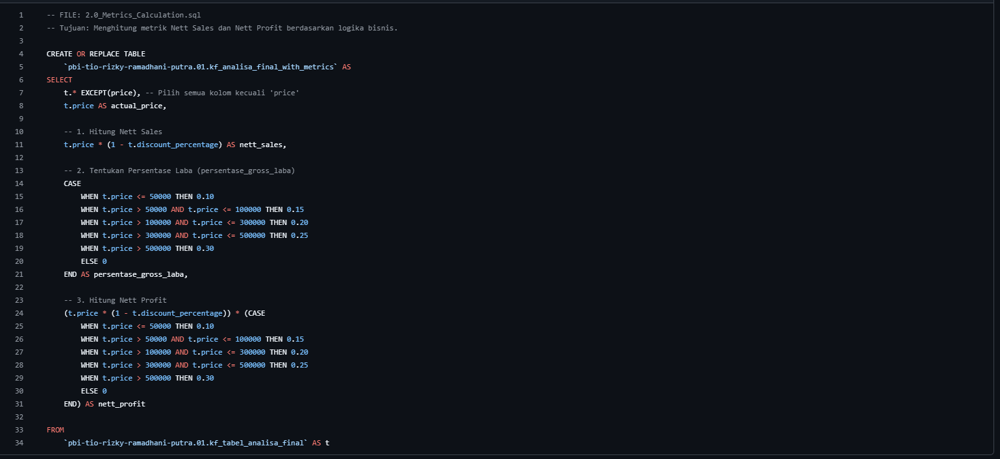 1 -- FILE: 2.0_Metrics_Calculation.sql
2 -- Tujuan: Menghitung metrik Nett Sales dan Nett Profit berdasarkan logika bisnis.
3
4 CREATE OR REPLACE TABLE
5 `pbi-tio-rizky-ramadhani-putra.01.kf_analisa_final_with_metrics` AS
6 SELECT
7 t.* EXCEPT(price), -- Pilih semua kolom kecuali 'price'
8 t.price AS actual_price,
9
10 -- 1. Hitung Nett Sales
11 t.price * (1 - t.discount_percentage) AS nett_sales,
12
13 -- 2. Tentukan Persentase Laba (persentase_gross_laba)
14 CASE
15 WHEN t.price <= 50000 THEN 0.10
16 WHEN t.price > 50000 AND t.price <= 100000 THEN 0.15
17 WHEN t.price > 100000 AND t.price <= 300000 THEN 0.20
18 WHEN t.price > 300000 AND t.price <= 500000 THEN 0.25
19 WHEN t.price > 500000 THEN 0.30
20 ELSE 0
21 END AS persentase_gross_laba,
22
23 -- 3. Hitung Nett Profit
24 (t.price * (1 - t.discount_percentage)) * (CASE
25 WHEN t.price <= 50000 THEN 0.10
26 WHEN t.price > 50000 AND t.price <= 100000 THEN 0.15
27 WHEN t.price > 100000 AND t.price <= 300000 THEN 0.20
28 WHEN t.price > 300000 AND t.price <= 500000 THEN 0.25
29 WHEN t.price > 500000 THEN 0.30
30 ELSE 0
31 END) AS nett_profit
32
33 FROM
34 `pbi-tio-rizky-ramadhani-putra.01.kf_tabel_analisa_final` AS t